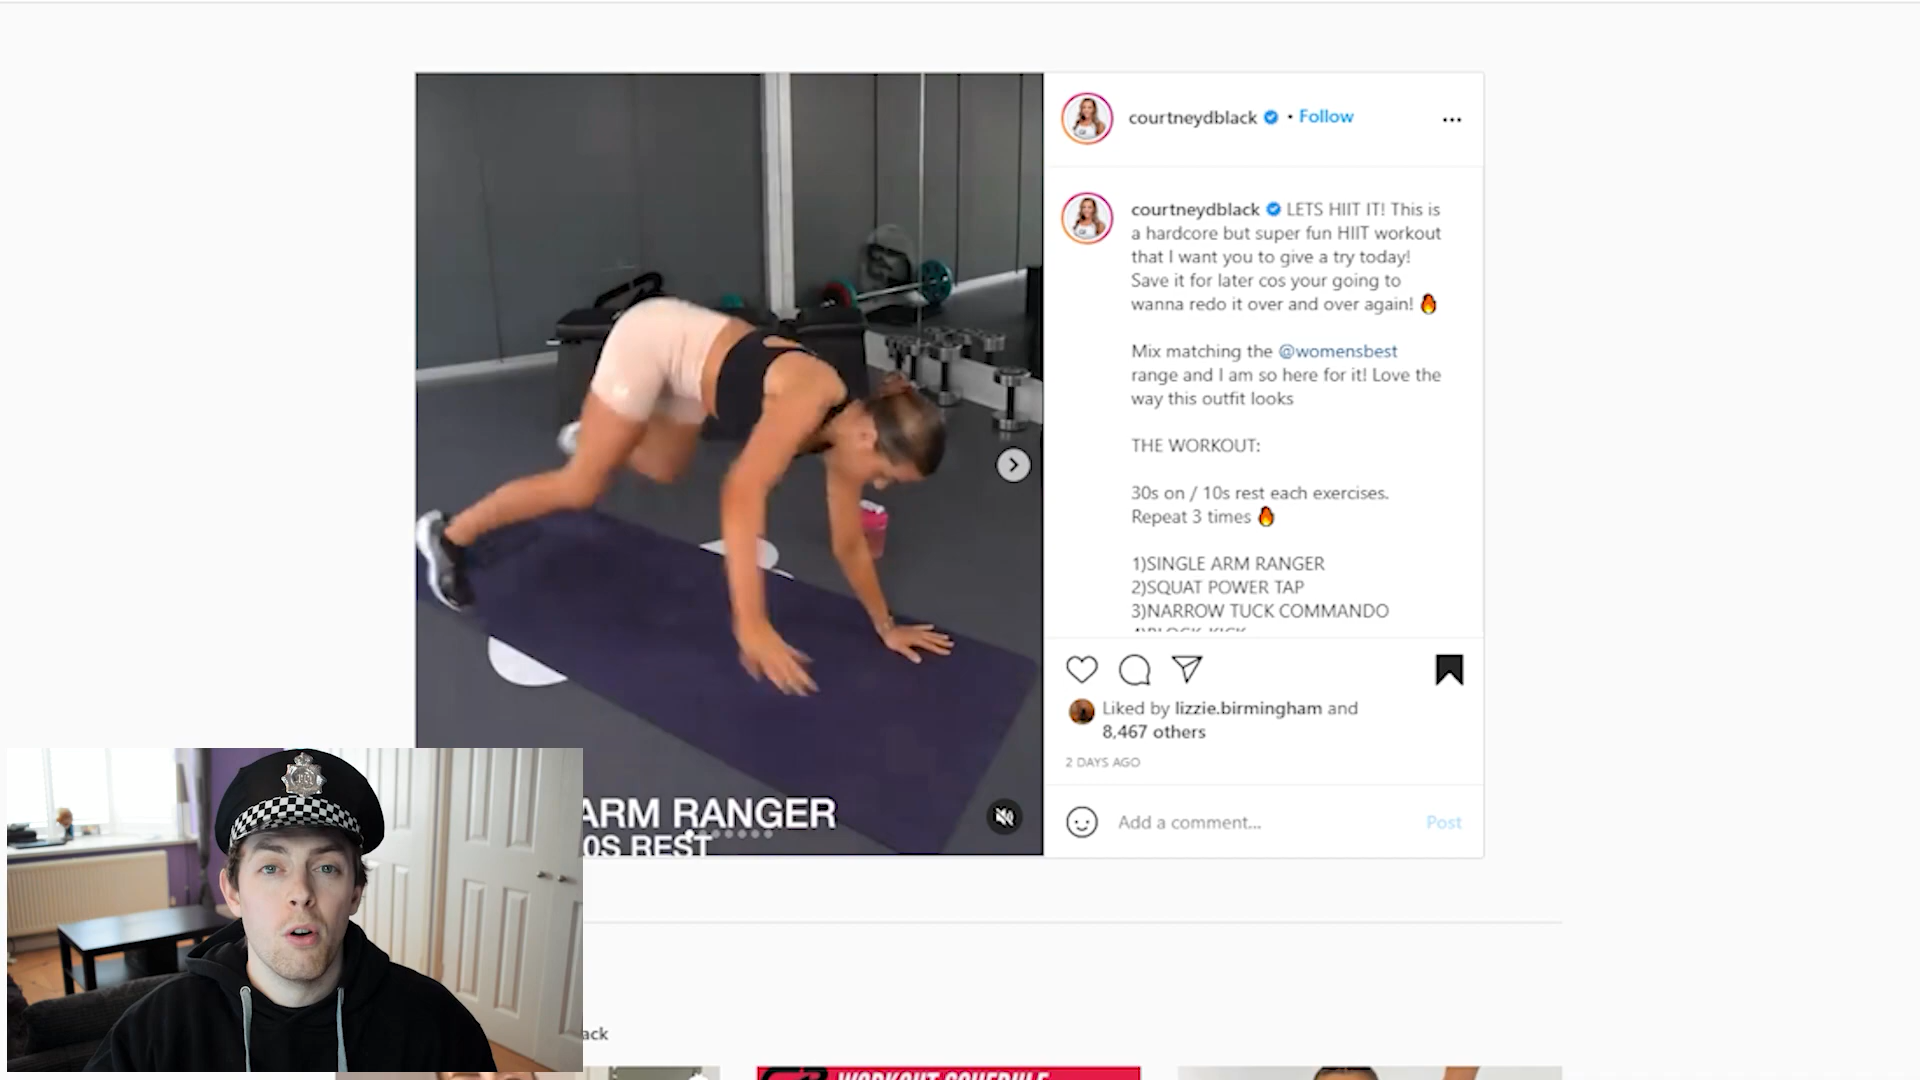 courtneydblack • Follow
courtneydblack LETS HIIT IT! This is
a hardcore but super fun HIIT workout
that I want you to give a try today!
Save it for later cos your going to
wanna redo it over and over again! 🔥
Mix matching the @womensbest
range and I am so here for it! Love the
way this outfit looks
THE WORKOUT:
30s on / 10s rest each exercises.
Repeat 3 times 🔥
1)SINGLE ARM RANGER
2)SQUAT POWER TAP
3)NARROW TUCK COMMANDO
Liked by lizzie.birmingham and
8,467 others
2 DAYS AGO
Add a comment... Post
ARM RANGER
0S REST
ack
WORKOUT SCHEDULE